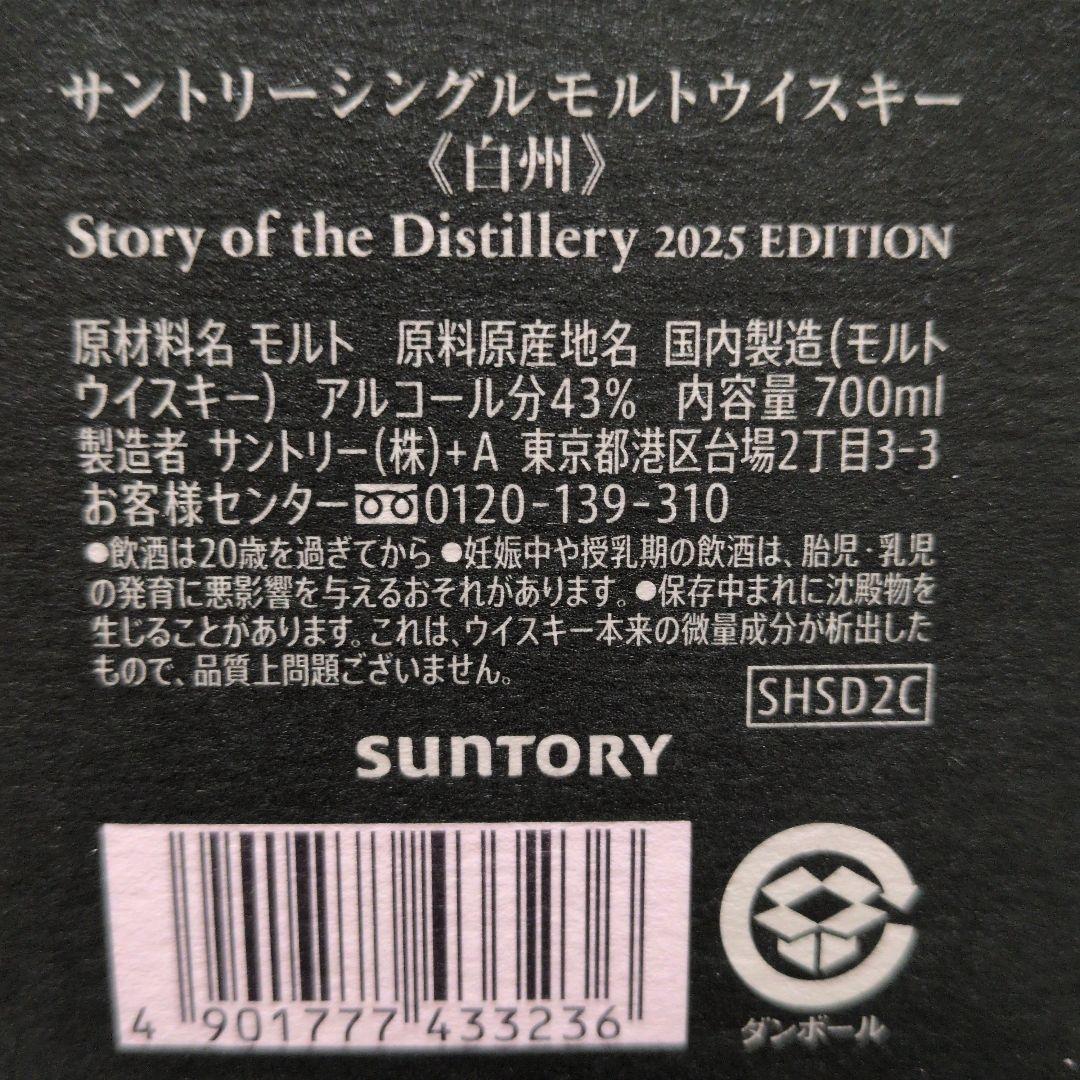 サントリーシングルモルトウイスキー
《白州》
Story of the Distillery 2025 EDITION
原材料名 モルト 原料原産地名 国内製造(モルト
ウイスキー) アルコール分43% 内容量 700ml
製造者 サントリー(株)+A 東京都港区台場2丁目3-3
お客様センター 0120-139-310
●飲酒は20歳を過ぎてから ●妊娠中や授乳期の飲酒は、胎児・乳児
の発育に悪影響を与えるおそれがあります。●保存中まれに沈殿物を
生じることがあります。これは、ウイスキー本来の微量成分が析出した
もので、品質上問題ございません。
SHSD2C
SUNTORY
4 901777 433236
ダンボール